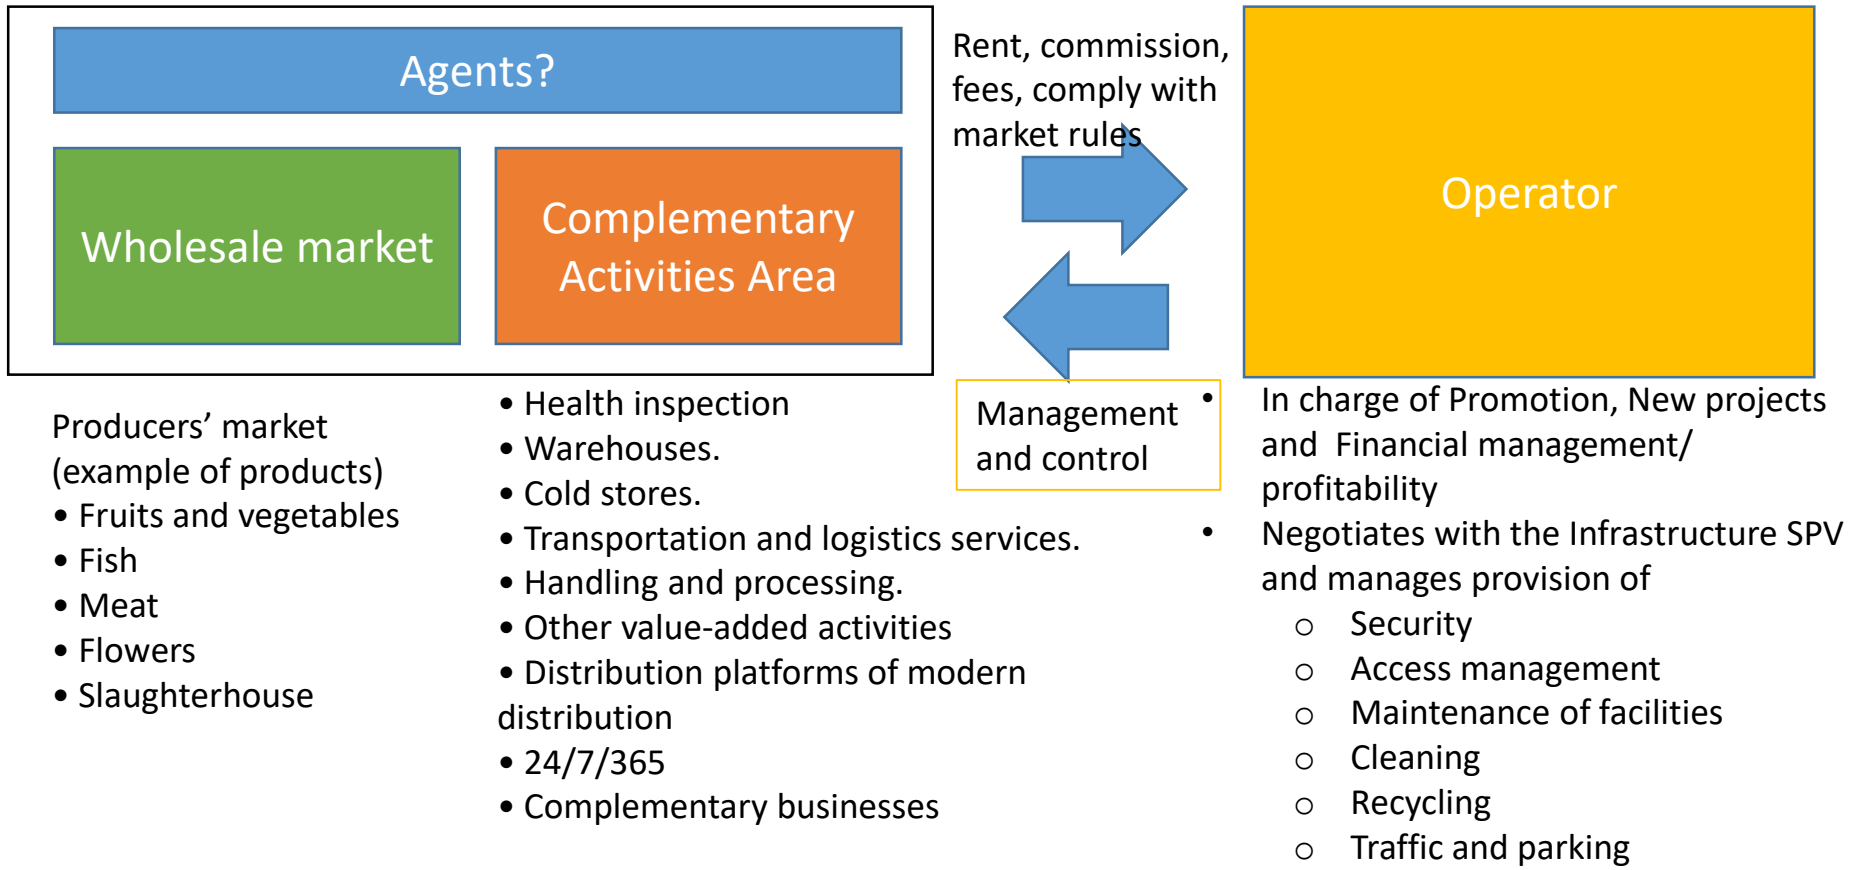 Agents?
Wholesale market
Complementary
Activities Area
Rent, commission,
fees, comply with
market rules
Operator
Management
and control
Producers’ market
(example of products)
• Fruits and vegetables
• Fish
• Meat
• Flowers
• Slaughterhouse
• Health inspection
• Warehouses.
• Cold stores.
• Transportation and logistics services.
• Handling and processing.
• Other value-added activities
• Distribution platforms of modern
distribution
• 24/7/365
• Complementary businesses
• In charge of Promotion, New projects
and  Financial management/
profitability
• Negotiates with the Infrastructure SPV
and manages provision of
o Security
o Access management
o Maintenance of facilities
o Cleaning
o Recycling
o Traffic and parking